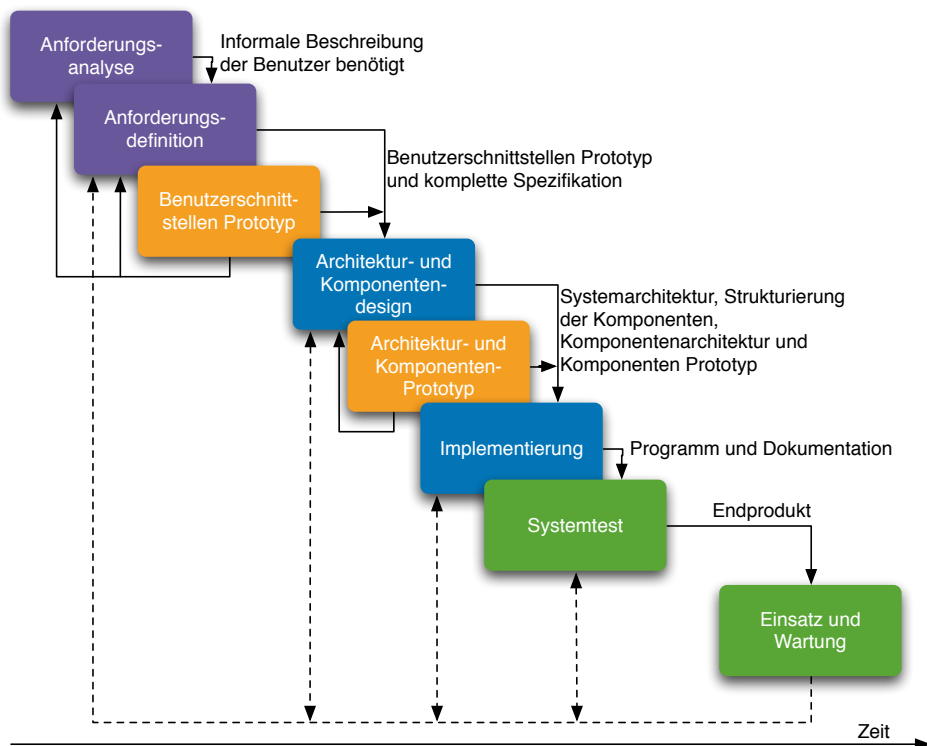 Anforderungs-
analyse
Informale Beschreibung
der Benutzer benötigt
Anforderungs-
definition
Benutzerschnittstellen Prototyp
und komplette Spezifikation
Benutzerschnitt-
stellen Prototyp
Architektur- und
Komponenten-
design
Systemarchitektur, Strukturierung
der Komponenten,
Komponentenarchitektur und
Komponenten Prototyp
Architektur- und
Komponenten-
Prototyp
Implementierung
Programm und Dokumentation
Systemtest
Endprodukt
Einsatz und
Wartung
Zeit